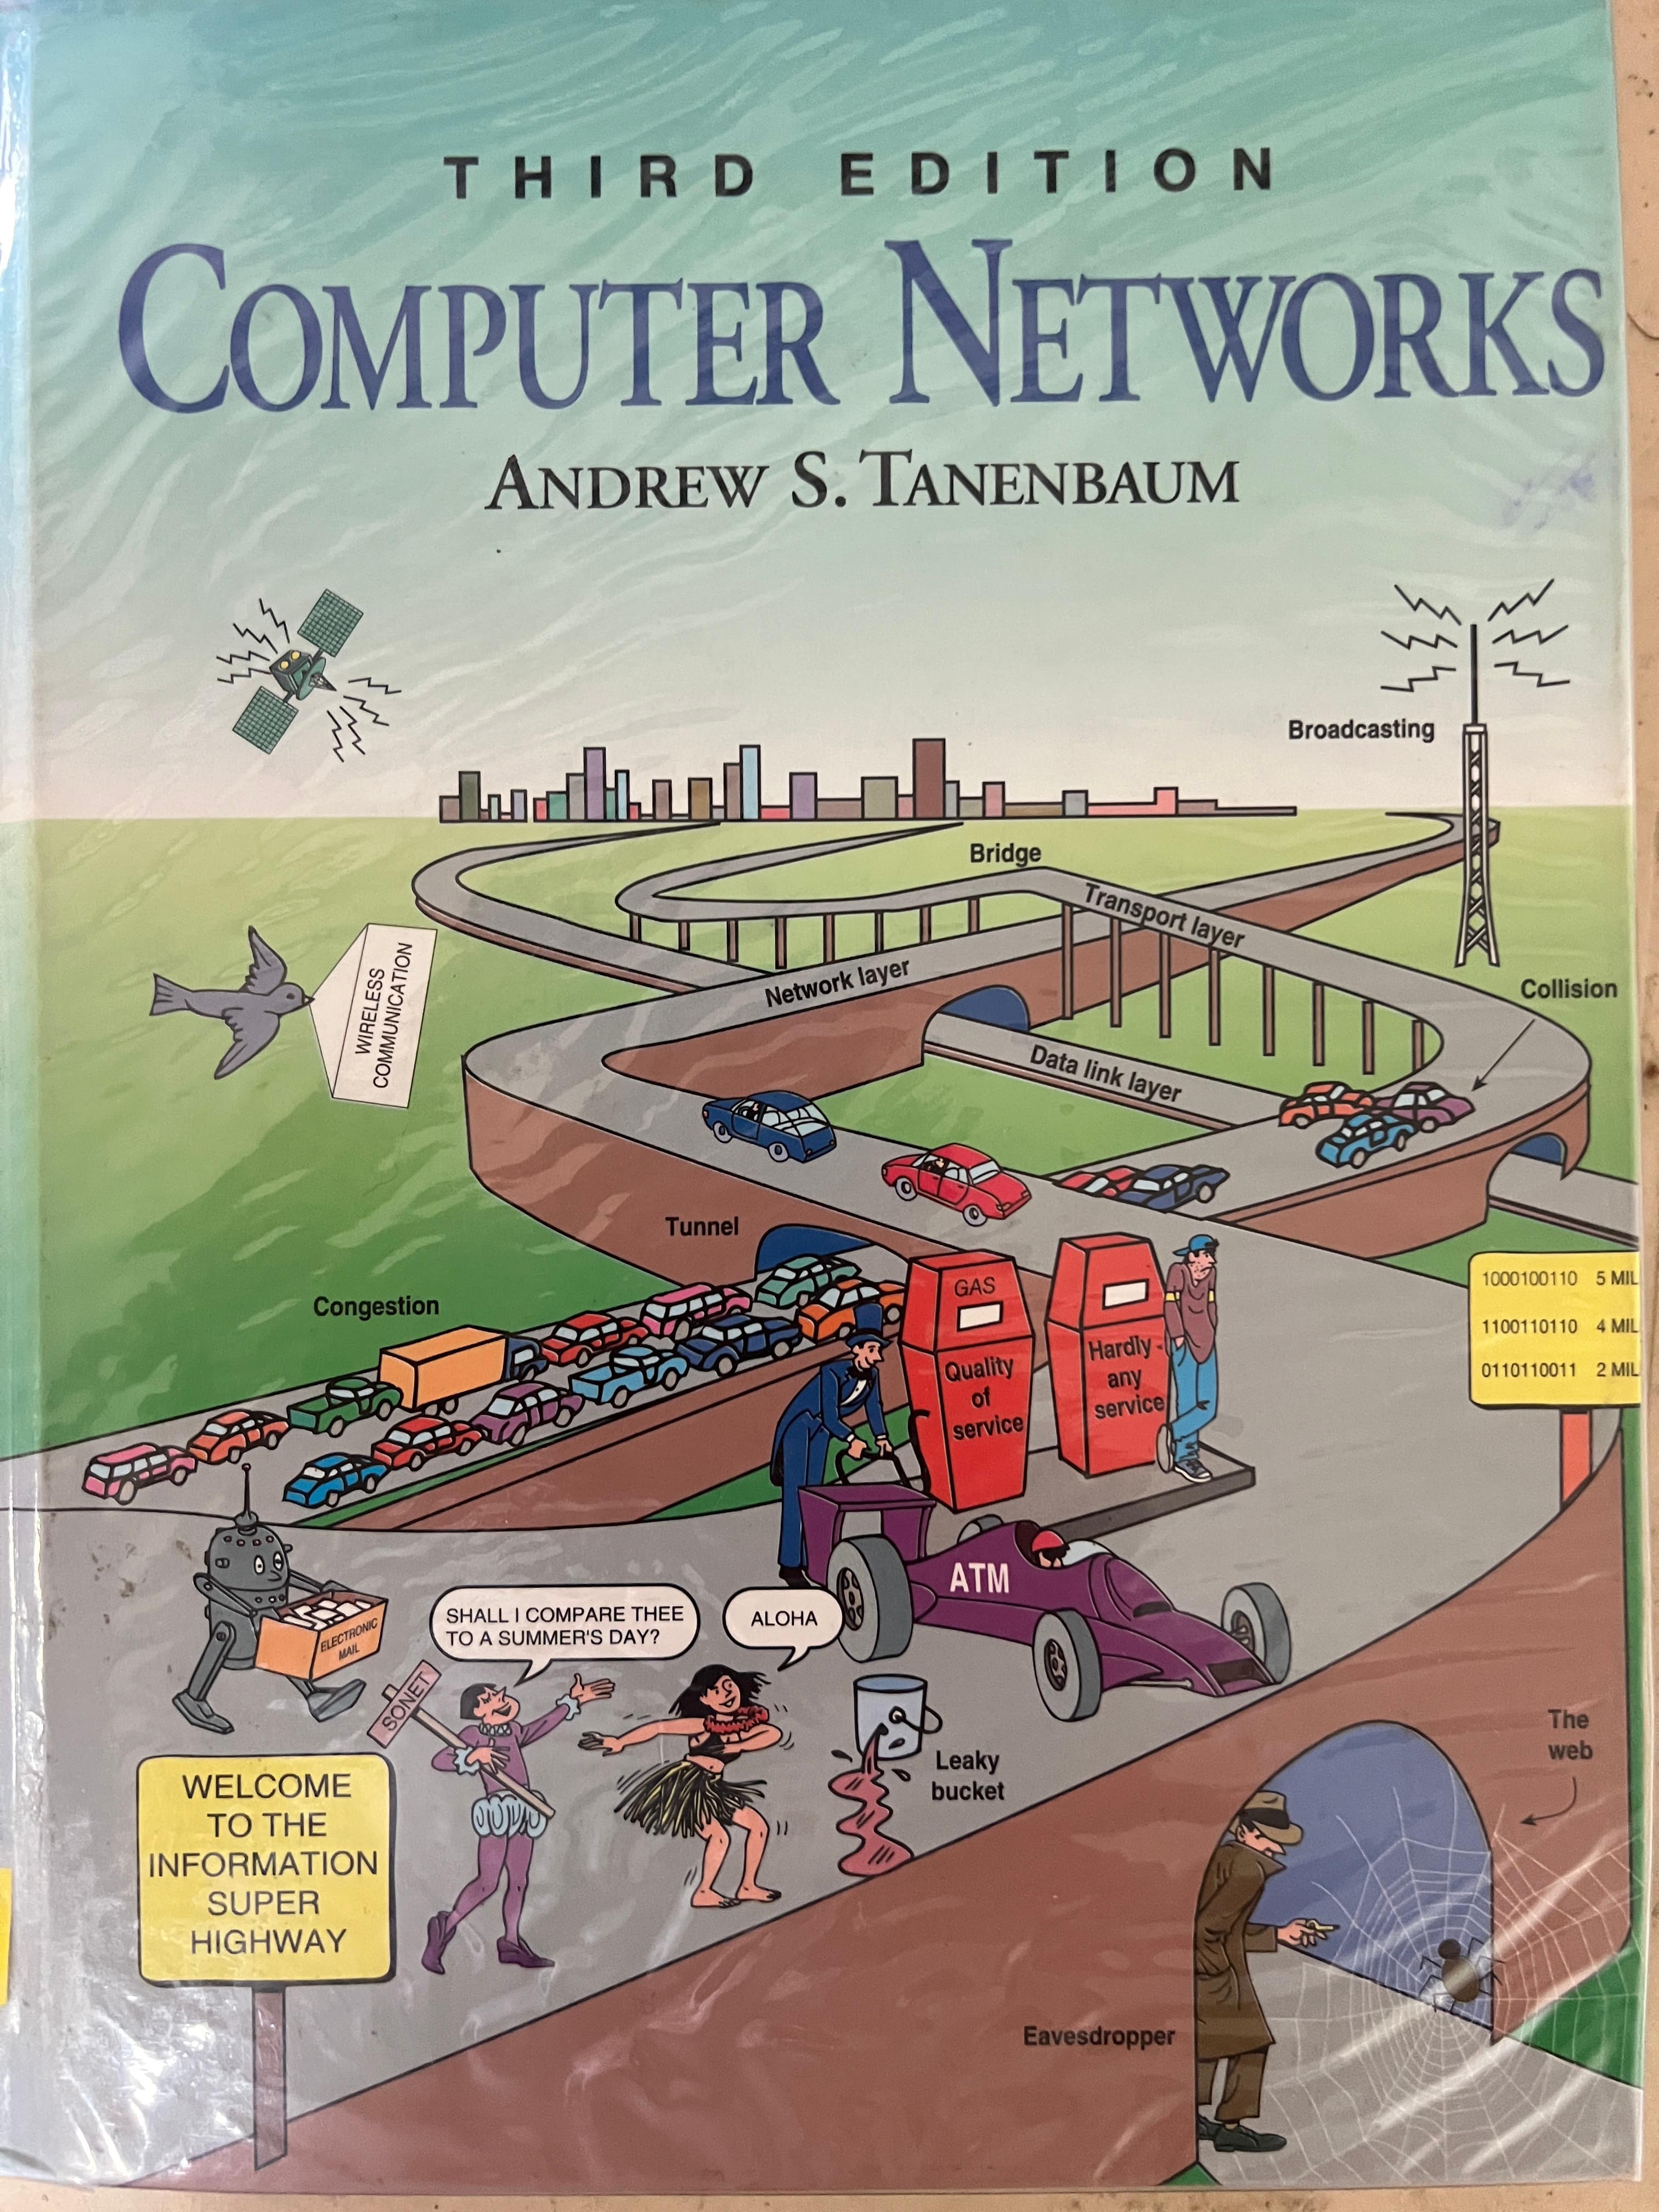 THIRD EDITION
COMPUTER NETWORKS
ANDREW S. TANENBAUM
Broadcasting
Bridge
Transport layer
WIRELESS
COMMUNICATION
Network layer
Collision
Data link layer
Tunnel
Congestion
GAS
Quality
of
service
Hardly
any
service
1000100110 5 MIL
1100110110 4 MIL
0110110011 2 MIL
ATM
ELECTRONIC
MAIL
SHALL I COMPARE THEE
TO A SUMMER'S DAY?
ALOHA
SONET
Leaky
bucket
The
web
WELCOME
TO THE
INFORMATION
SUPER
HIGHWAY
Eavesdropper